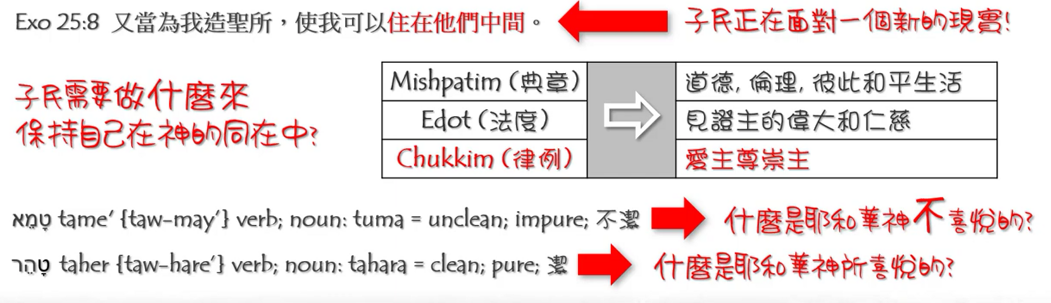 Exo 25:8 又當為我造聖所，使我可以住在他們中間。 子民正在面對一個新的現實!
子民需要做什麼來
保持自己在神的同在中?
Mishpatim (典章) 道德, 倫理, 彼此和平生活
Edot (法度) 見證主的偉大和仁慈
Chukkim (律例) 愛主尊崇主
טָמֵא tame' {taw-may'} verb; noun: tuma = unclean; impure; 不潔 什麼是耶和華神不喜悅的?
טָהֵר taher {taw-hare'} verb; noun: tahara = clean; pure; 潔 什麼是耶和華神所喜悅的?